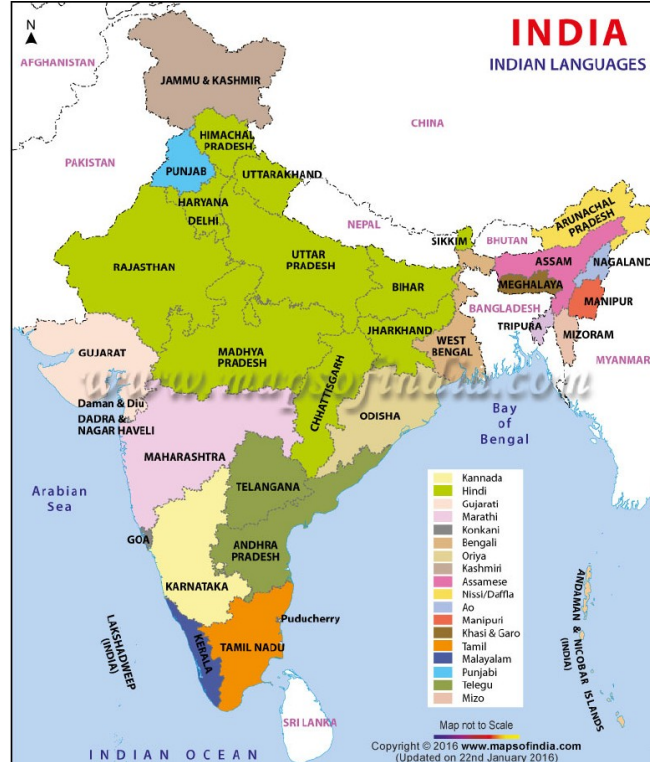 INDIA
INDIAN LANGUAGES
N
AFGHANISTAN
JAMMU & KASHMIR
CHINA
PAKISTAN
HIMACHAL
PRADESH
PUNJAB
UTTARAKHAND
HARYANA
DELHI
NEPAL
ARUNACHAL
PRADESH
SIKKIM
BHUTAN
RAJASTHAN
UTTAR
PRADESH
ASSAM
NAGALAND
BIHAR
MEGHALAYA
MANIPUR
BANGLADESH
JHARKHAND
TRIPURA
MIZORAM
GUJARAT
MADHYA
PRADESH
WEST
BENGAL
MYANMAR
www.mapsofindia.com
CHHATTISGARH
Daman & Diu
DADRA &
NAGAR HAVELI
ODISHA
Bay
of
Bengal
MAHARASHTRA
Arabian
Sea
TELANGANA
GOA
ANDHRA
PRADESH
KARNATAKA
LAKSHADWEEP
(INDIA)
KERALA
TAMIL NADU
Puducherry
SRI LANKA
ANDAMAN & NICOBAR ISLANDS
(INDIA)
INDIAN OCEAN
Kannada
Hindi
Gujarati
Marathi
Konkani
Bengali
Oriya
Kashmiri
Assamese
Nissi/Daffla
Ao
Manipuri
Khasi & Garo
Tamil
Malayalam
Punjabi
Telegu
Mizo
Map not to Scale
Copyright © 2016 www.mapsofindia.com
(Updated on 22nd January 2016)